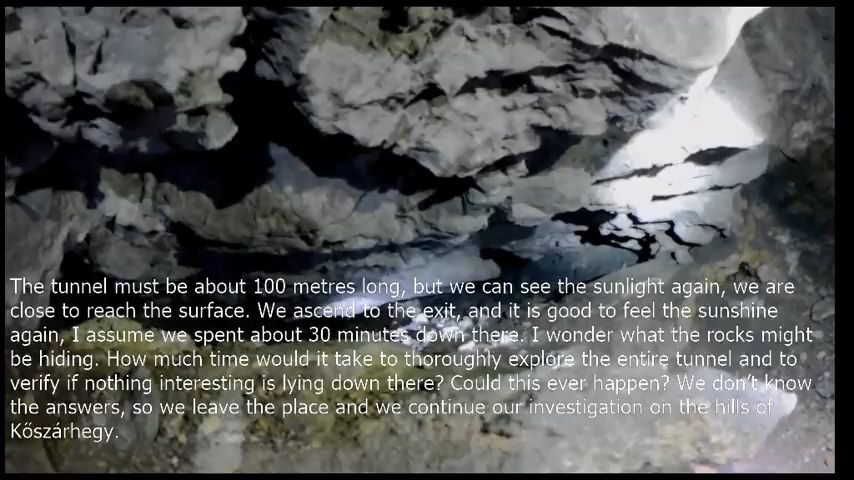 The tunnel must be about 100 metres long, but we can see the sunlight again, we are
close to reach the surface. We ascend to the exit, and it is good to feel the sunshine
again, I assume we spent about 30 minutes down there. I wonder what the rocks might
be hiding. How much time would it take to thoroughly explore the entire tunnel and to
verify if nothing interesting is lying down there? Could this ever happen? We don't know
the answers, so we leave the place and we continue our investigation on the hills of
Kőszárhegy.